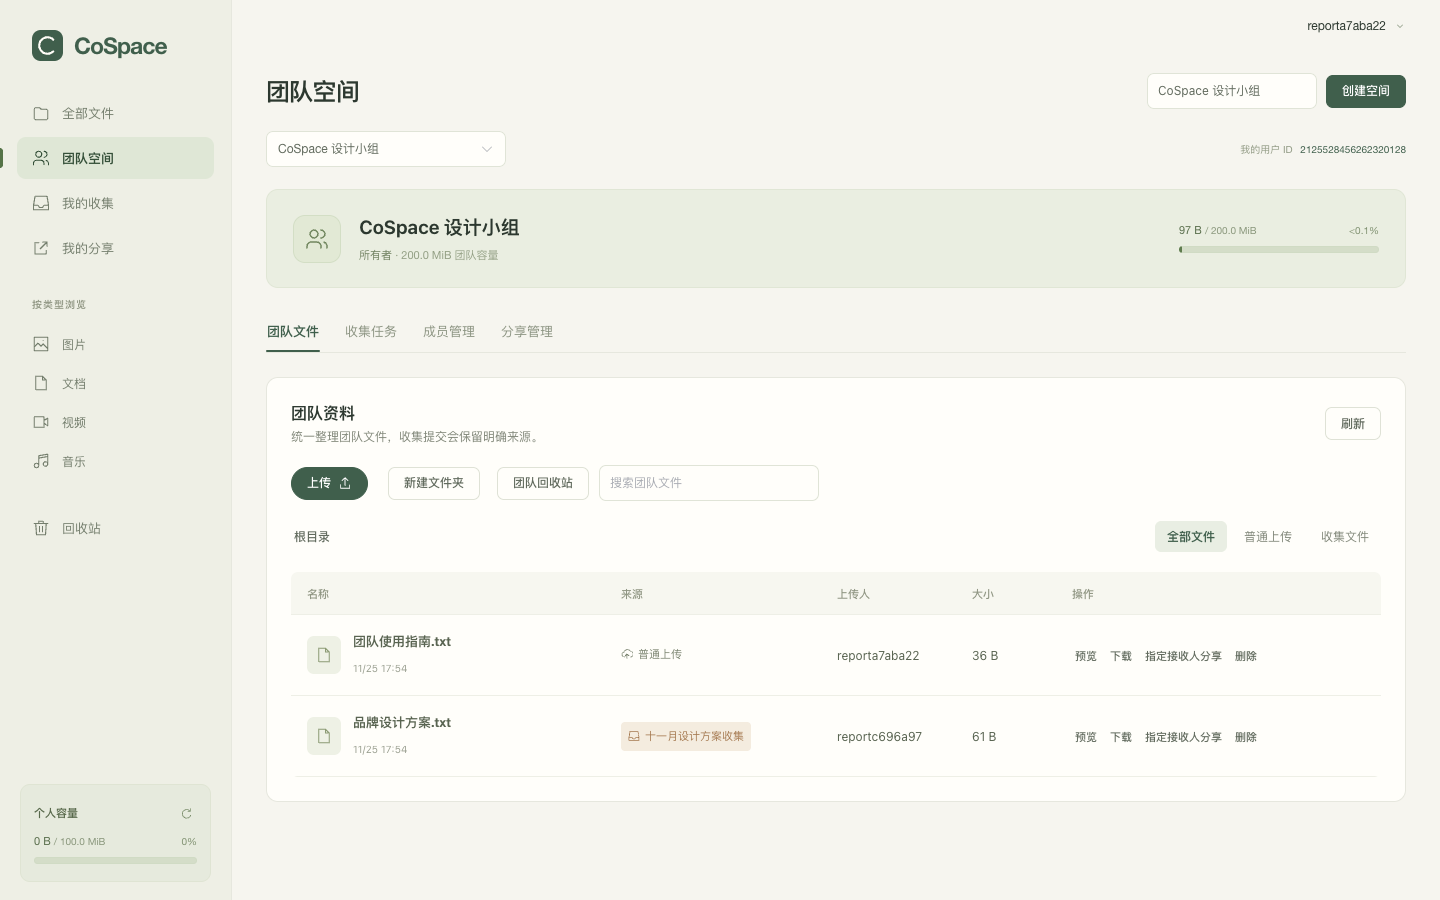 CoSpace
reporta7aba22
全部文件
团队空间
我的收集
我的分享
按类型浏览
图片
文档
视频
音乐
回收站
个人容量
0 B / 100.0 MiB 0%
团队空间
CoSpace 设计小组 创建空间
CoSpace 设计小组
我的用户 ID 2125528456262320128
CoSpace 设计小组
所有者 · 200.0 MiB 团队容量
97 B / 200.0 MiB <0.1%
团队文件 收集任务 成员管理 分享管理
团队资料
统一整理团队文件，收集提交会保留明确来源。
刷新
上传 新建文件夹 团队回收站 搜索团队文件
根目录 全部文件 普通上传 收集文件
名称 来源 上传人 大小 操作
团队使用指南.txt
11/25 17:54
普通上传 reporta7aba22 36 B 预览 下载 指定接收人分享 删除
品牌设计方案.txt
11/25 17:54
十一月设计方案收集 reportc696a97 61 B 预览 下载 指定接收人分享 删除